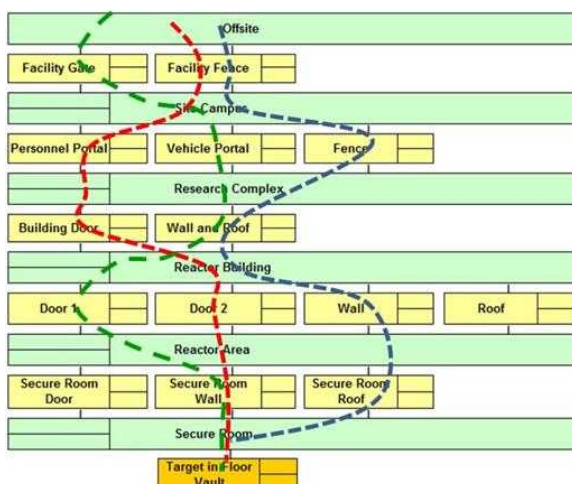 Offsite
Facility Gate Facility Fence
Site Campus
Personnel Portal Vehicle Portal Fence
Research Complex
Building Door Wall and Roof
Reactor Building
Door 1 Door 2 Wall Roof
Reactor Area
Secure Room Secure Room Secure Room
Door Wall Roof
Secure Room
Target in Floor
Vault